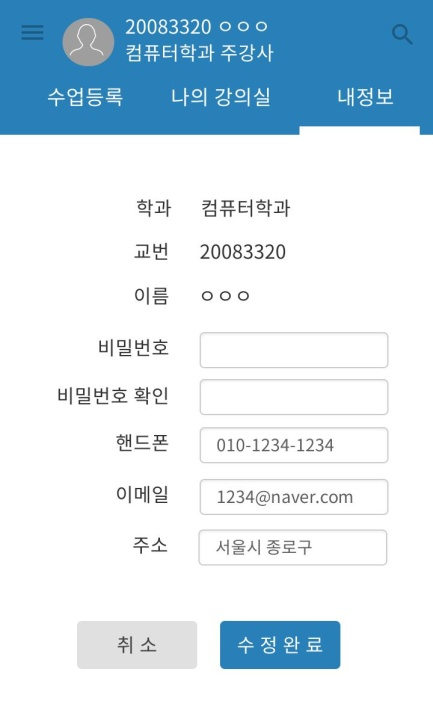 20083320 ㅇㅇㅇ
컴퓨터학과 주강사
수업등록 나의 강의실 내정보
학과 컴퓨터학과
교번 20083320
이름 ㅇㅇㅇ
비밀번호
비밀번호 확인
핸드폰 010-1234-1234
이메일 1234@naver.com
주소 서울시 종로구
취 소 수 정 완 료